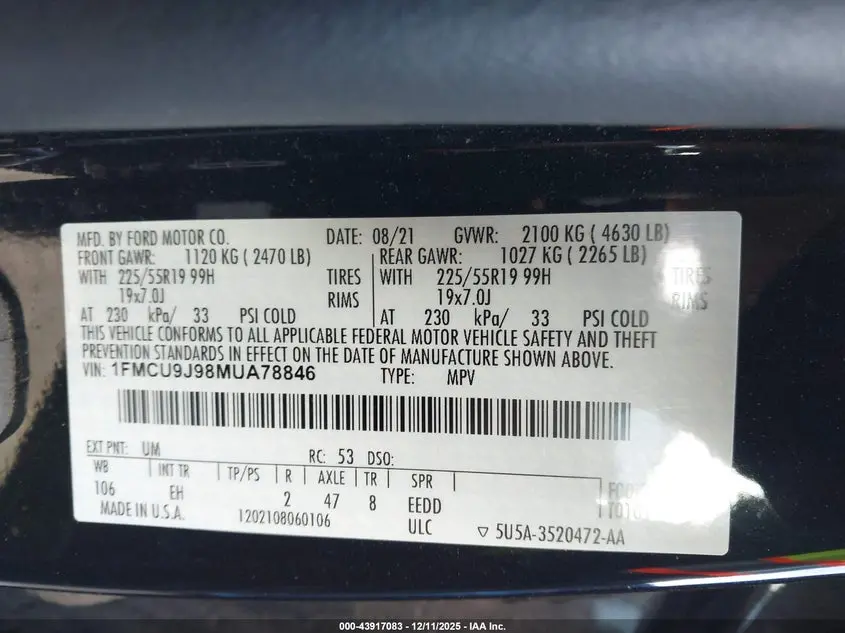 MFD. BY FORD MOTOR CO. DATE: 08/21 GVWR: 2100 KG ( 4630 LB)
FRONT GAWR: 1120 KG ( 2470 LB) REAR GAWR: 1027 KG ( 2265 LB)
WITH 225/55R19 99H TIRES WITH 225/55R19 99H TIRES
19x7.0J RIMS 19x7.0J RIMS
AT 230 kPa/ 33 PSI COLD AT 230 kPa/ 33 PSI COLD
THIS VEHICLE CONFORMS TO ALL APPLICABLE FEDERAL MOTOR VEHICLE SAFETY AND THEFT
PREVENTION STANDARDS IN EFFECT ON THE DATE OF MANUFACTURE SHOWN ABOVE.
VIN: 1FMCU9J98MUA78846 TYPE: MPV
EXT PNT: UM RC: 53 DSO:
WB INT TR TP/PS R AXLE TR SPR
106 EH 2 47 8 EEDD
MADE IN U.S.A. 1202108060106 ULC ▽ 5U5A-3520472-AA
000-43917083 - 12/11/2025 - IAA Inc.